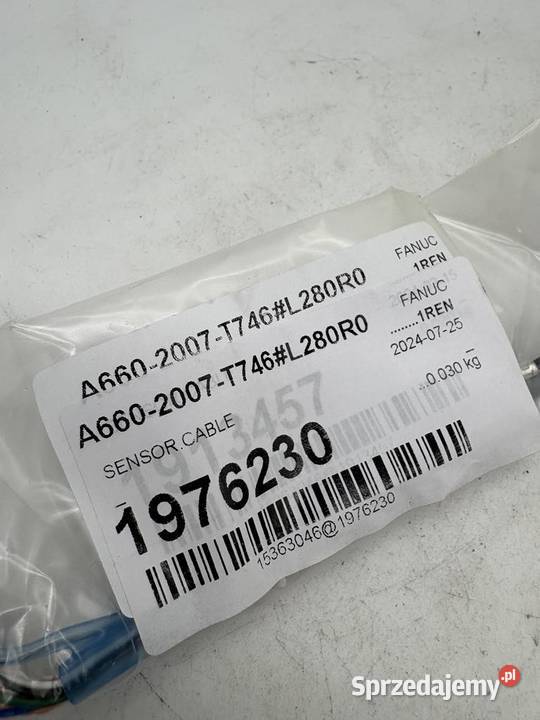 A660-2007-T746#L280R0
FANUC
1REN
A660-2007-T746#L280R0
FANUC
........1REN
2024-07-25
SENSOR.CABLE
0.030 kg
1913457
1976230
15363046@1976230
Sprzedajemy.pl